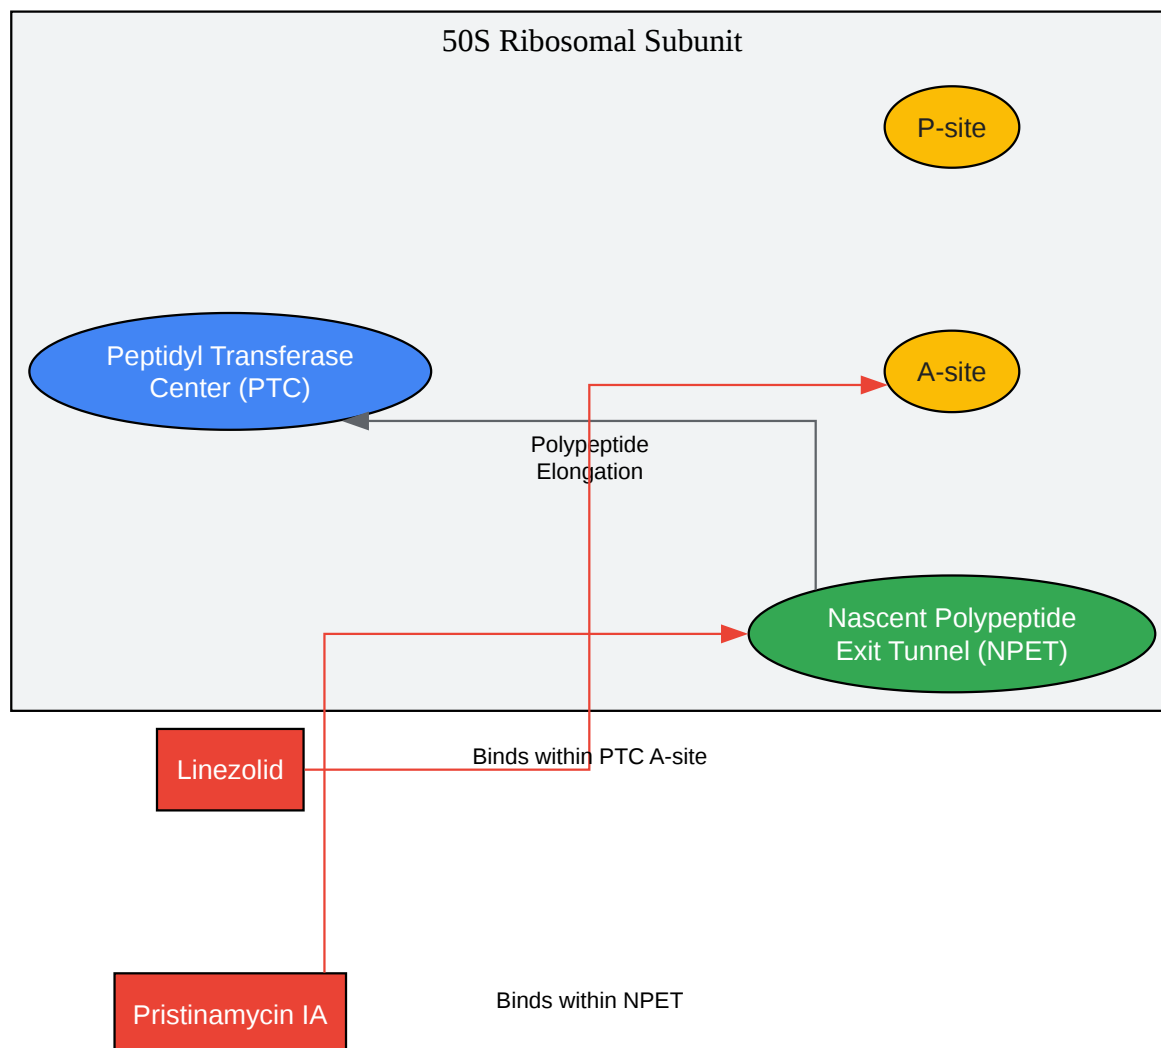 50S Ribosomal Subunit
P-site
Peptidyl Transferase
Center (PTC)
A-site
Polypeptide
Elongation
Nascent Polypeptide
Exit Tunnel (NPET)
Linezolid
Binds within PTC A-site
Pristinamycin IA
Binds within NPET